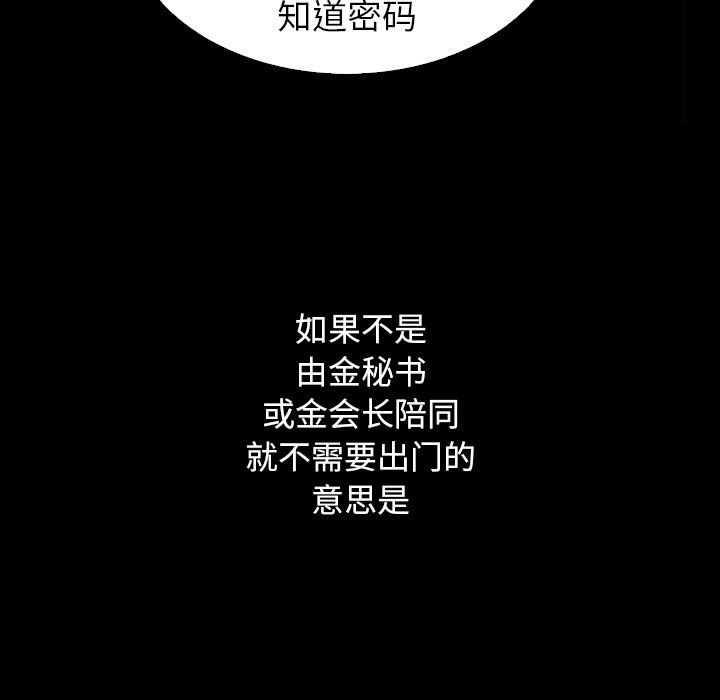 知道密码
如果不是
由金秘书
或金会长陪同
就不需要出门的
意思是